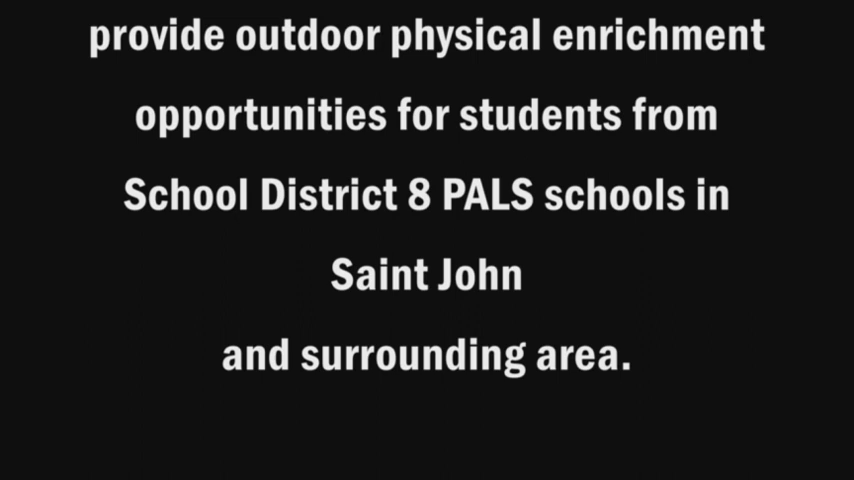 provide outdoor physical enrichment
opportunities for students from
School District 8 PALS schools in
Saint John
and surrounding area.